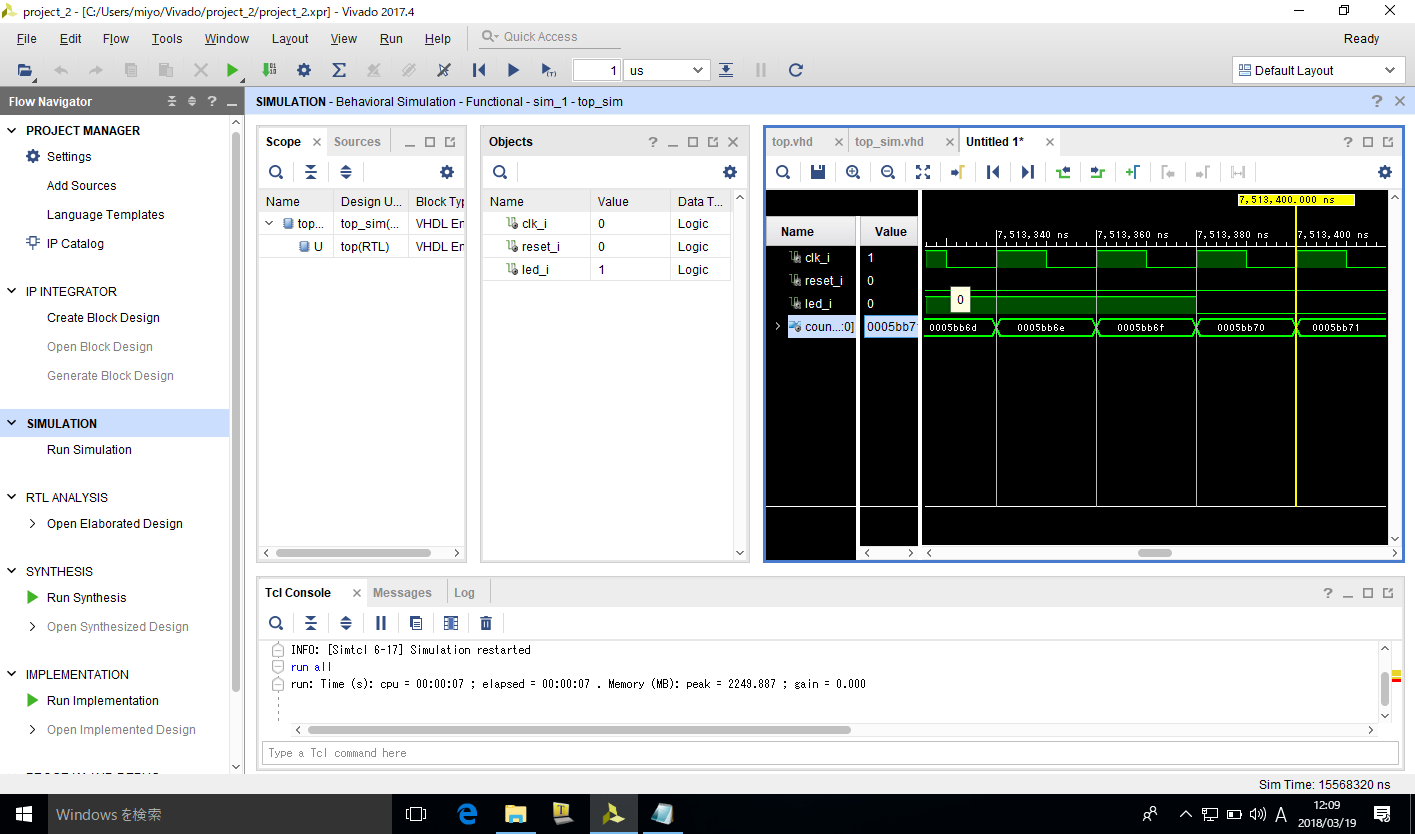 project_2 - [C:/Users/miyo/Vivado/project_2/project_2.xpr] - Vivado 2017.4
File Edit Flow Tools Window Layout View Run Help Quick Access Ready
1 us Default Layout
Flow Navigator
PROJECT MANAGER
Settings
Add Sources
Language Templates
IP Catalog
IP INTEGRATOR
Create Block Design
Open Block Design
Generate Block Design
SIMULATION
Run Simulation
RTL ANALYSIS
Open Elaborated Design
SYNTHESIS
Run Synthesis
Open Synthesized Design
IMPLEMENTATION
Run Implementation
Open Implemented Design
SIMULATION - Behavioral Simulation - Functional - sim_1 - top_sim
Scope Sources
Name Design U... Block Typ
top... top_sim(... VHDL En
U top(RTL) VHDL En
Objects
Name Value Data T...
clk_i 0 Logic
reset_i 0 Logic
led_i 1 Logic
top.vhd top_sim.vhd Untitled 1*
7,513,400.000 ns
Name Value 7,513,340 ns 7,513,360 ns 7,513,380 ns 7,513,400 ns
clk_i 1
reset_i 0
led_i 0 0
coun...:0] 0005bb71 0005bb6d 0005bb6e 0005bb6f 0005bb70 0005bb71
Tcl Console Messages Log
INFO: [Simtcl 6-17] Simulation restarted
run all
run: Time (s): cpu = 00:00:07 ; elapsed = 00:00:07 . Memory (MB): peak = 2249.887 ; gain = 0.000
Type a Tcl command here
Sim Time: 15568320 ns
Windows を検索
A
12:09
2018/03/19